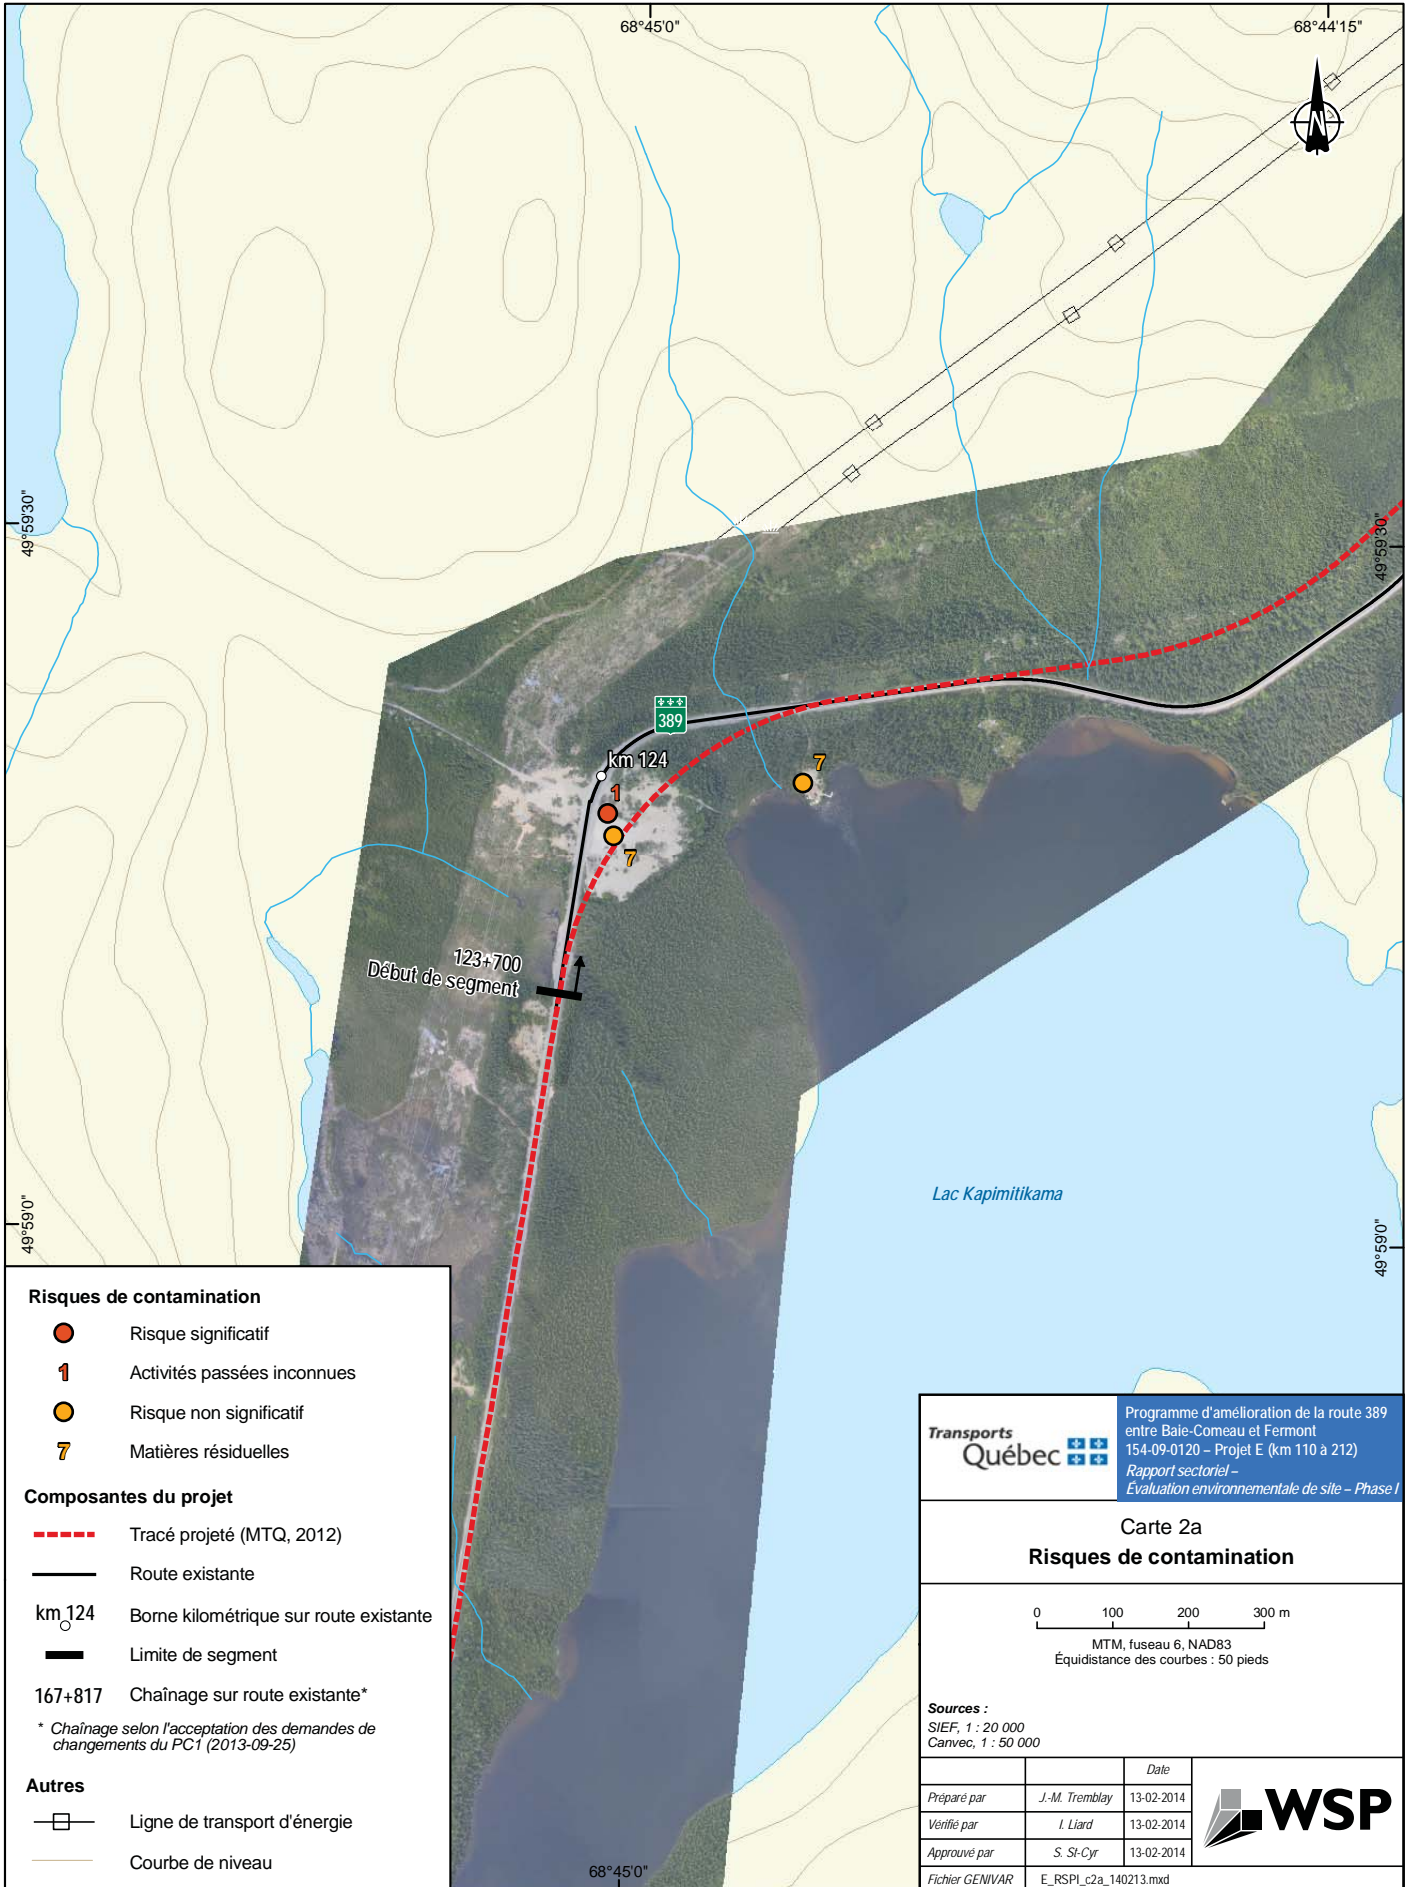 68°45'0"
68°44'15"
N
49°59'30"
49°59'30"
389
km 124
1
7
7
123+700
Début de segment
Lac Kapimitikama
49°59'0"
49°59'0"
68°45'0"
Risques de contamination
Risque significatif
1 Activités passées inconnues
Risque non significatif
7 Matières résiduelles
Composantes du projet
Tracé projeté (MTQ, 2012)
Route existante
km 124 Borne kilométrique sur route existante
Limite de segment
167+817 Chaînage sur route existante*
* Chaînage selon l'acceptation des demandes de
changements du PC1 (2013-09-25)
Autres
Ligne de transport d'énergie
Courbe de niveau
Transports
Québec
Programme d'amélioration de la route 389
entre Baie-Comeau et Fermont
154-09-0120 – Projet E (km 110 à 212)
Rapport sectoriel –
Évaluation environnementale de site – Phase I
Carte 2a
Risques de contamination
0 100 200 300 m
MTM, fuseau 6, NAD83
Équidistance des courbes : 50 pieds
Sources :
SIEF, 1 : 20 000
Canvec, 1 : 50 000
Date
Préparé par J.-M. Tremblay 13-02-2014
Vérifié par I. Liard 13-02-2014
Approuvé par S. St-Cyr 13-02-2014
Fichier GENIVAR E_RSPI_c2a_140213.mxd
WSP